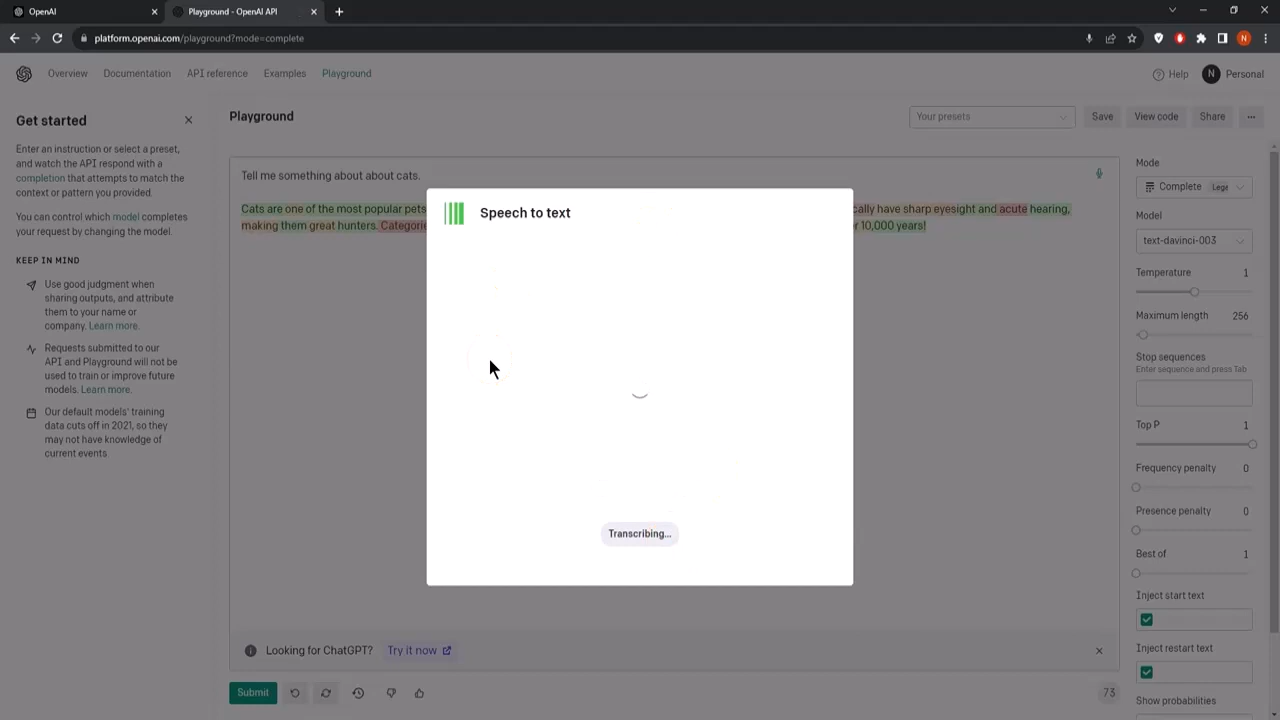 OpenAI
Playground - OpenAI API
platform.openai.com/playground?mode=complete
N
Overview
Documentation
API reference
Examples
Playground
Help
N
Personal
Get started
Enter an instruction or select a preset,
and watch the API respond with a
completion that attempts to match the
context or pattern you provided.
You can control which model completes
your request by changing the model.
KEEP IN MIND
Use good judgment when
sharing outputs, and attribute
them to your name or
company. Learn more.
Requests submitted to our
API and Playground will not be
used to train or improve future
models. Learn more.
Our default models' training
data cuts off in 2021, so they
may not have knowledge of
current events.
Playground
Your presets
Save
View code
Share
Tell me something about about cats.
Cats are one of the most popular pets
cally have sharp eyesight and acute hearing,
making them great hunters. Categorie
r 10,000 years!
Speech to text
Transcribing...
Looking for ChatGPT? Try it now
Submit
73
Mode
Complete Lega
Model
text-davinci-003
Temperature 1
Maximum length 256
Stop sequences
Enter sequence and press Tab
Top P 1
Frequency penalty 0
Presence penalty 0
Best of 1
Inject start text
Inject restart text
Show probabilities